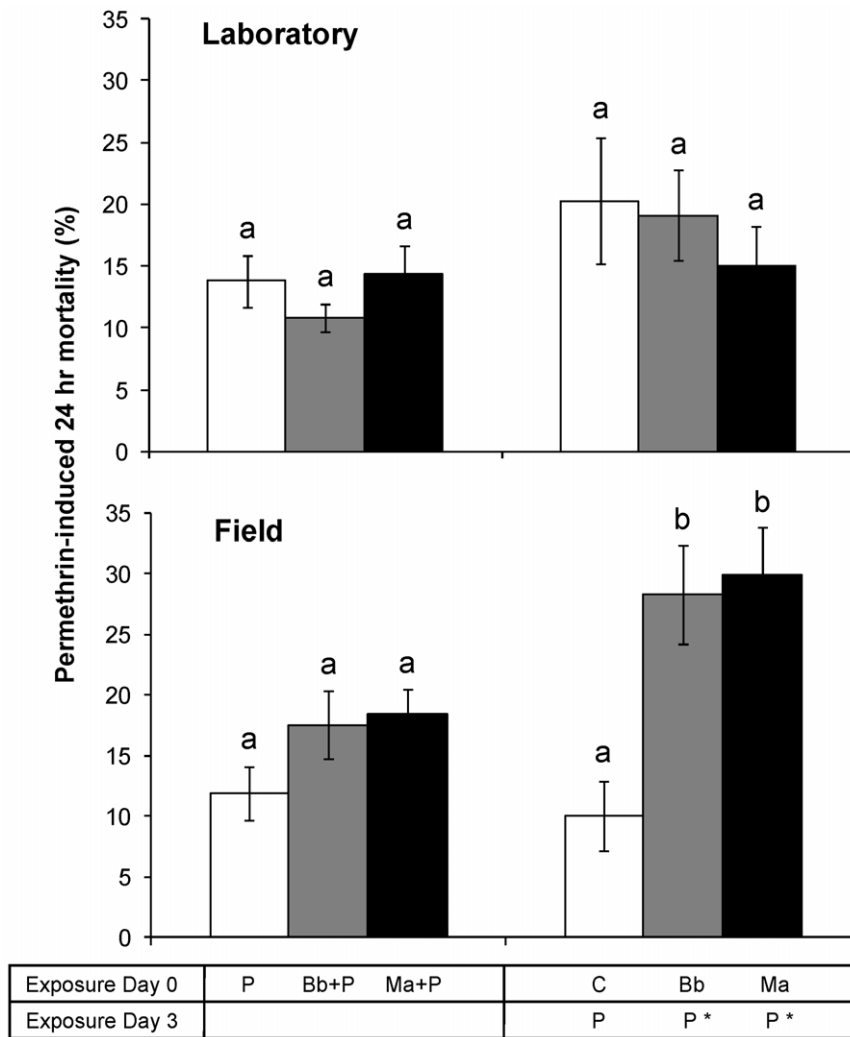 Permethrin-induced 24 hr mortality (%)
Laboratory
35
30
25
20
15
10
5
0
a
a
a
a
a
a
Field
35
30
25
20
15
10
5
0
a
a
a
a
b
b
Exposure Day 0 P Bb+P Ma+P C Bb Ma
Exposure Day 3 P P * P *